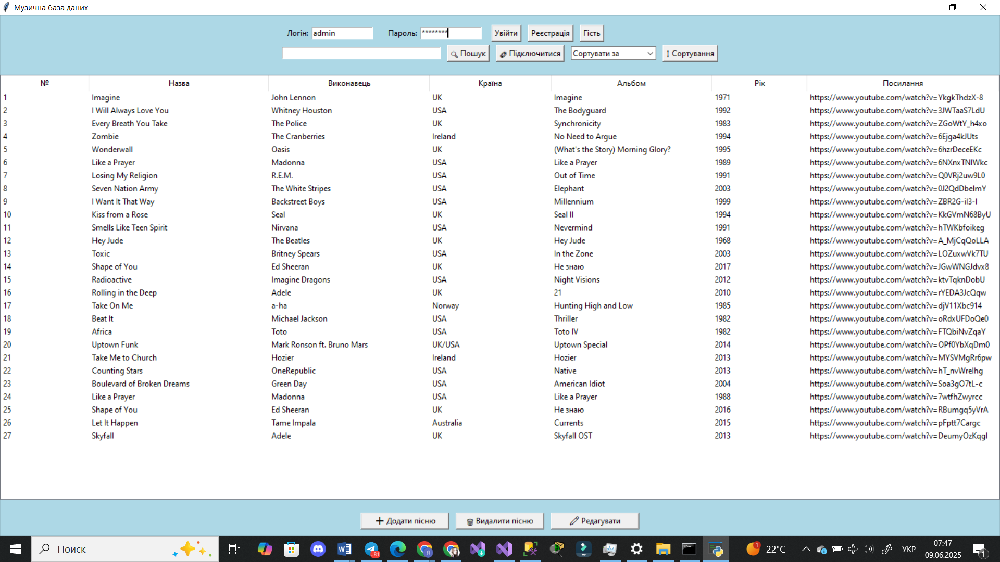 Музична база даних
Логін: admin Пароль: ******** Увійти Реєстрація Гість
Пошук Підключитися Сортувати за Сортування
№ Назва Виконавець Країна Альбом Рік Посилання
1 Imagine John Lennon UK Imagine 1971 https://www.youtube.com/watch?v=YkgkThdzX-8
2 I Will Always Love You Whitney Houston USA The Bodyguard 1992 https://www.youtube.com/watch?v=3JWTaaS7LdU
3 Every Breath You Take The Police UK Synchronicity 1983 https://www.youtube.com/watch?v=ZGoWtY_h4xo
4 Zombie The Cranberries Ireland No Need to Argue 1994 https://www.youtube.com/watch?v=6Ejga4kJUts
5 Wonderwall Oasis UK (What's the Story) Morning Glory? 1995 https://www.youtube.com/watch?v=6hzrDeceEKc
6 Like a Prayer Madonna USA Like a Prayer 1989 https://www.youtube.com/watch?v=6NXnxTNIWkc
7 Losing My Religion R.E.M. USA Out of Time 1991 https://www.youtube.com/watch?v=Q0VRj2uw9L0
8 Seven Nation Army The White Stripes USA Elephant 2003 https://www.youtube.com/watch?v=0J2QdDbelmY
9 I Want It That Way Backstreet Boys USA Millennium 1999 https://www.youtube.com/watch?v=ZBR2G-iI3-I
10 Kiss from a Rose Seal UK Seal II 1994 https://www.youtube.com/watch?v=KkGVmN68ByU
11 Smells Like Teen Spirit Nirvana USA Nevermind 1991 https://www.youtube.com/watch?v=hTWKbfoikeg
12 Hey Jude The Beatles UK Hey Jude 1968 https://www.youtube.com/watch?v=A_MjCqQoLLA
13 Toxic Britney Spears USA In the Zone 2003 https://www.youtube.com/watch?v=LOZuxwVk7TU
14 Shape of You Ed Sheeran UK Не знаю 2017 https://www.youtube.com/watch?v=JGwWNGJdvx8
15 Radioactive Imagine Dragons USA Night Visions 2012 https://www.youtube.com/watch?v=ktvTqknDobU
16 Rolling in the Deep Adele UK 21 2010 https://www.youtube.com/watch?v=rYEDA3JcQqw
17 Take On Me a-ha Norway Hunting High and Low 1985 https://www.youtube.com/watch?v=djV11Xbc914
18 Beat It Michael Jackson USA Thriller 1982 https://www.youtube.com/watch?v=oRdxUFDoQe0
19 Africa Toto USA Toto IV 1982 https://www.youtube.com/watch?v=FTQbiNvZqaY
20 Uptown Funk Mark Ronson ft. Bruno Mars UK/USA Uptown Special 2014 https://www.youtube.com/watch?v=OPf0YbXqDm0
21 Take Me to Church Hozier Ireland Hozier 2013 https://www.youtube.com/watch?v=MYSVMgRr6pw
22 Counting Stars OneRepublic USA Native 2013 https://www.youtube.com/watch?v=hT_nvWreIhg
23 Boulevard of Broken Dreams Green Day USA American Idiot 2004 https://www.youtube.com/watch?v=Soa3gO7tL-c
24 Like a Prayer Madonna USA Like a Prayer 1988 https://www.youtube.com/watch?v=7wtfhZwyrcc
25 Shape of You Ed Sheeran UK Не знаю 2016 https://www.youtube.com/watch?v=RBumgq5yVrA
26 Let It Happen Tame Impala Australia Currents 2015 https://www.youtube.com/watch?v=pFptt7Cargc
27 Skyfall Adele UK Skyfall OST 2013 https://www.youtube.com/watch?v=DeumyOzKqgI
Додати пісню Видалити пісню Редагувати
Поиск .81 Я 1 22°C УКР 07:47
09.06.2025 1